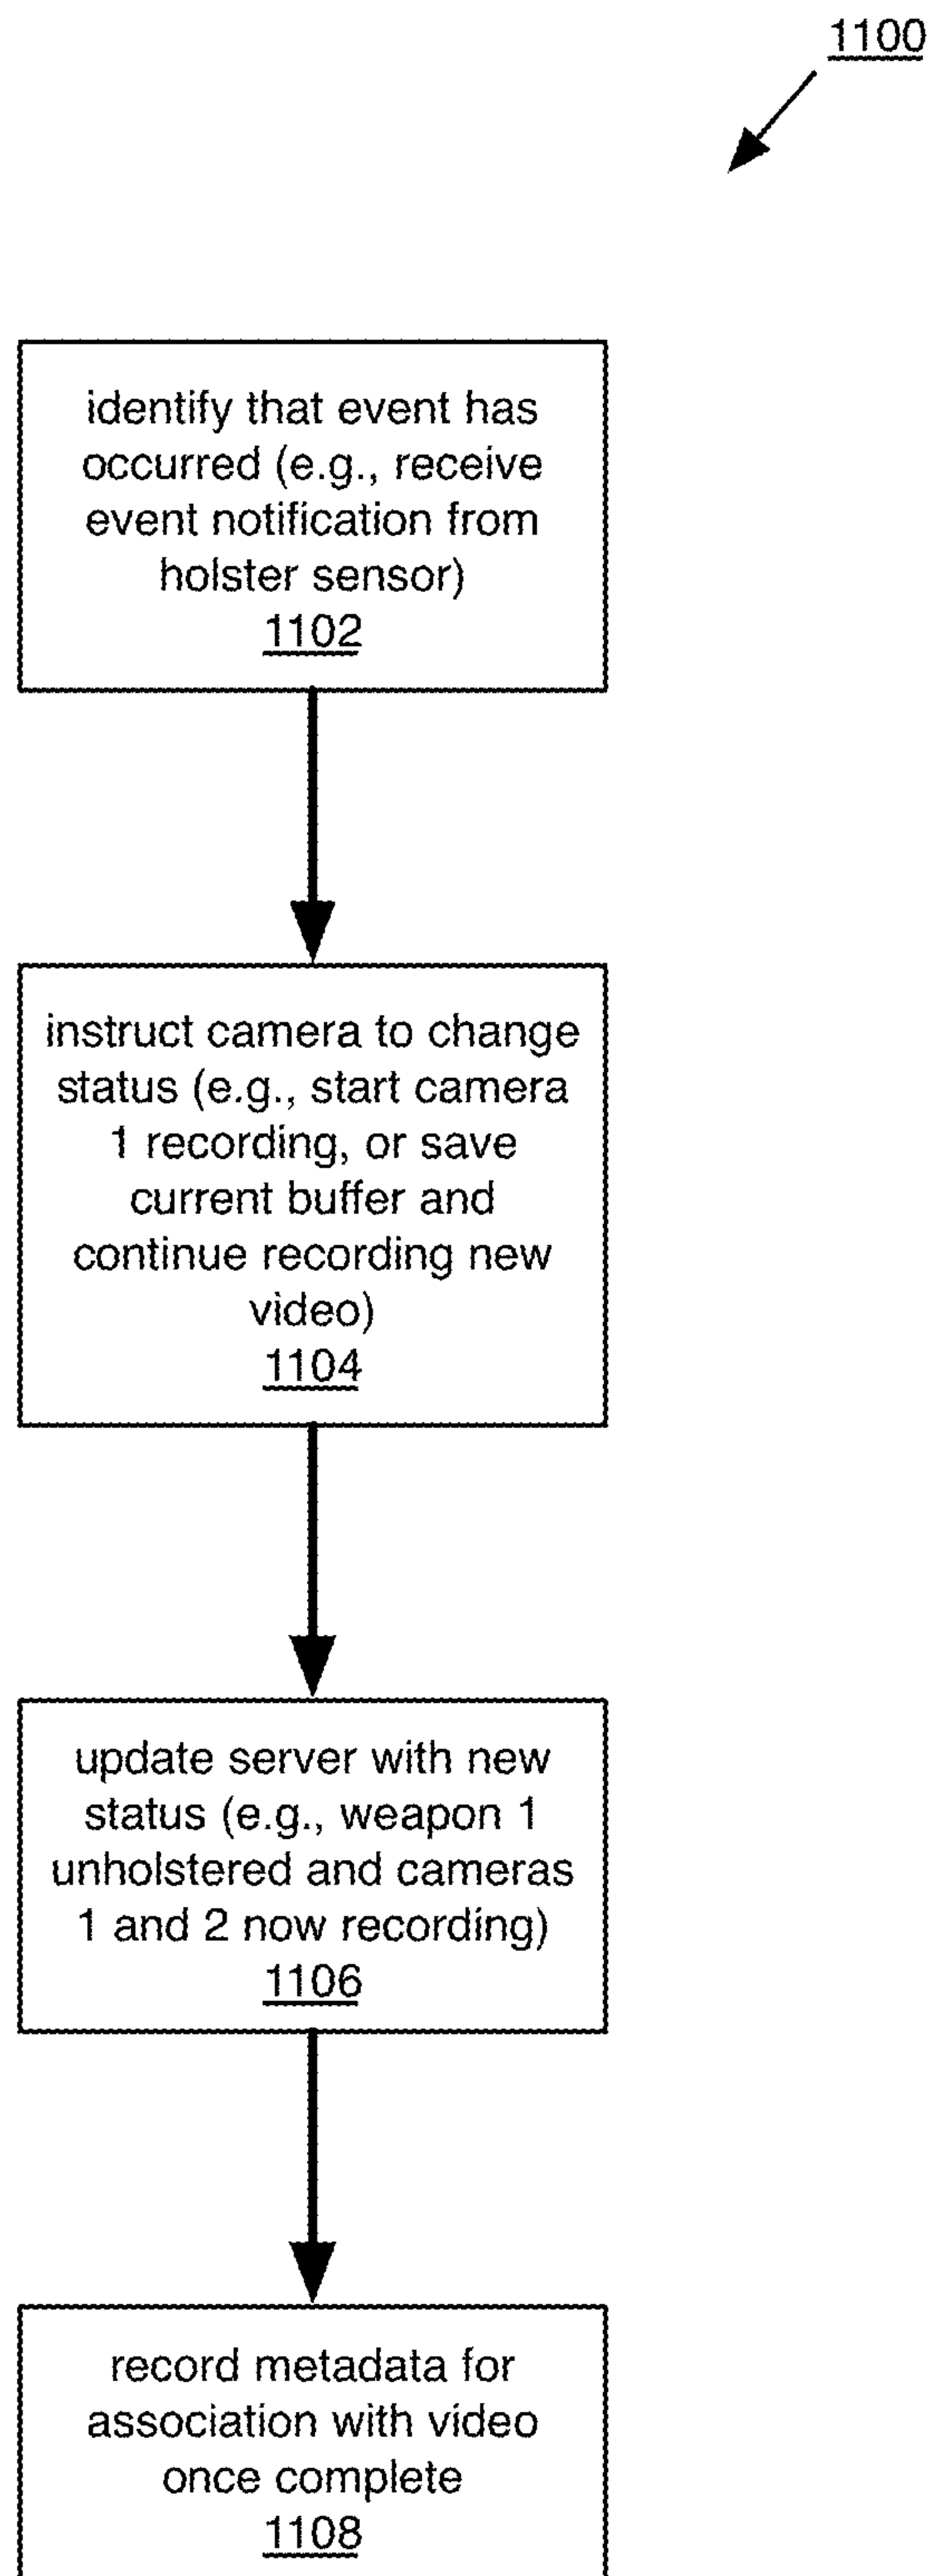 1100
identify that event has
occurred (e.g., receive
event notification from
holster sensor)
1102
instruct camera to change
status (e.g., start camera
1 recording, or save
current buffer and
continue recording new
video)
1104
update server with new
status (e.g., weapon 1
unholstered and cameras
1 and 2 now recording)
1106
record metadata for
association with video
once complete
1108